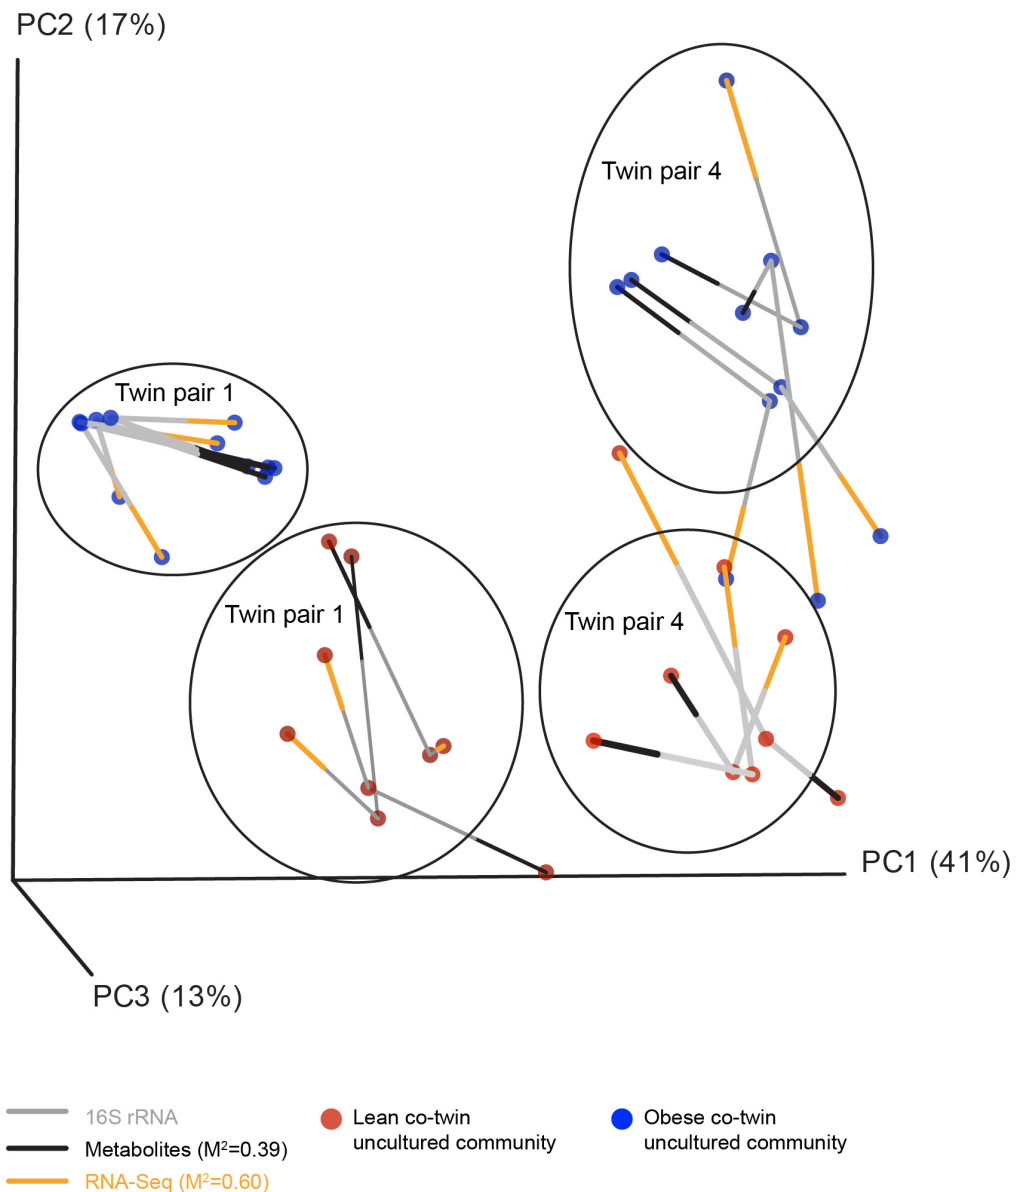 PC2 (17%)
Twin pair 4
Twin pair 1
Twin pair 1
Twin pair 4
PC1 (41%)
PC3 (13%)
16S rRNA
Metabolites (M²=0.39)
RNA-Seq (M²=0.60)
Lean co-twin
uncultured community
Obese co-twin
uncultured community